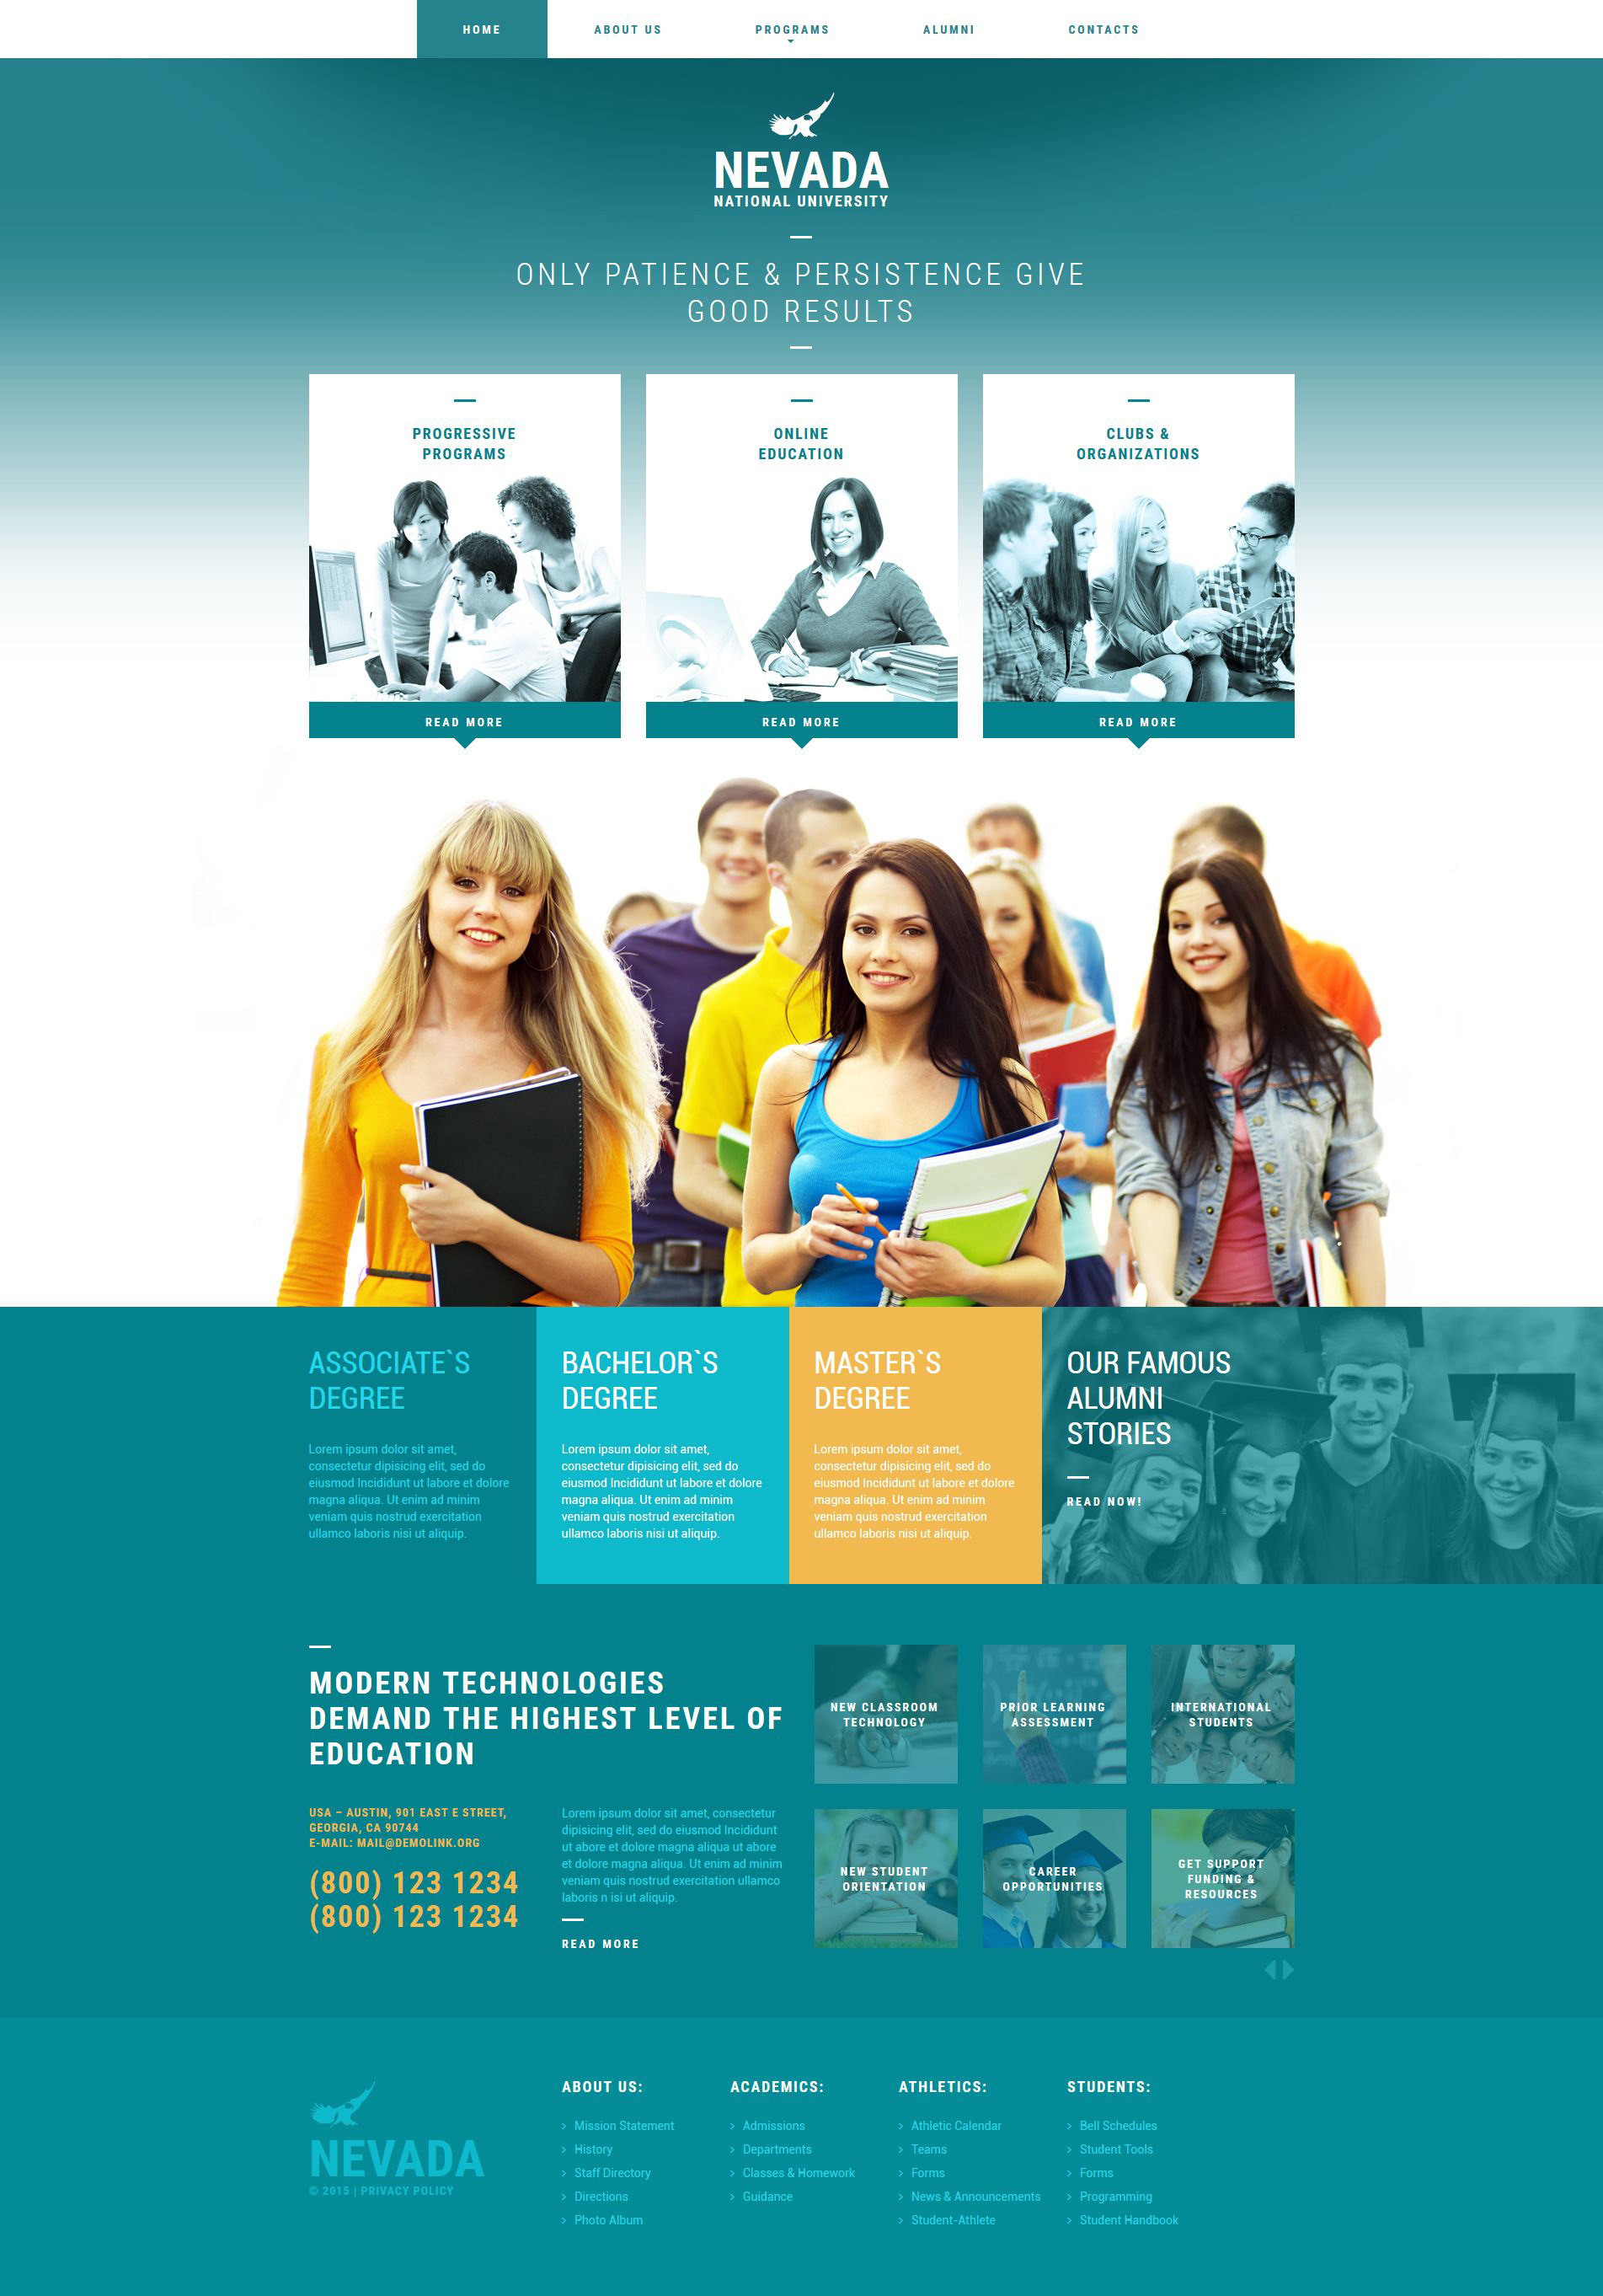 HOME
ABOUT US
PROGRAMS
ALUMNI
CONTACTS
NEVADA
NATIONAL UNIVERSITY
ONLY PATIENCE & PERSISTENCE GIVE
GOOD RESULTS
PROGRESSIVE
PROGRAMS
READ MORE
ONLINE
EDUCATION
READ MORE
CLUBS &
ORGANIZATIONS
READ MORE
ASSOCIATE`S
DEGREE
Lorem ipsum dolor sit amet,
consectetur dipisicing elit, sed do
eiusmod Incididunt ut labore et dolore
magna aliqua. Ut enim ad minim
veniam quis nostrud exercitation
ullamco laboris nisi ut aliquip.
BACHELOR`S
DEGREE
Lorem ipsum dolor sit amet,
consectetur dipisicing elit, sed do
eiusmod Incididunt ut labore et dolore
magna aliqua. Ut enim ad minim
veniam quis nostrud exercitation
ullamco laboris nisi ut aliquip.
MASTER`S
DEGREE
Lorem ipsum dolor sit amet,
consectetur dipisicing elit, sed do
eiusmod Incididunt ut labore et dolore
magna aliqua. Ut enim ad minim
veniam quis nostrud exercitation
ullamco laboris nisi ut aliquip.
OUR FAMOUS
ALUMNI
STORIES
READ NOW!
MODERN TECHNOLOGIES
DEMAND THE HIGHEST LEVEL OF
EDUCATION
USA – AUSTIN, 901 EAST E STREET,
GEORGIA, CA 90744
E-MAIL: MAIL@DEMOLINK.ORG
(800) 123 1234
(800) 123 1234
Lorem ipsum dolor sit amet, consectetur
dipisicing elit, sed do eiusmod Incididunt
ut abore et dolore magna aliqua ut abore
et dolore magna aliqua. Ut enim ad minim
veniam quis nostrud exercitation ullamco
laboris n isi ut aliquip.
READ MORE
NEW CLASSROOM
TECHNOLOGY
PRIOR LEARNING
ASSESSMENT
INTERNATIONAL
STUDENTS
NEW STUDENT
ORIENTATION
CAREER
OPPORTUNITIES
GET SUPPORT
FUNDING &
RESOURCES
NEVADA
© 2015 | PRIVACY POLICY
ABOUT US:
Mission Statement
History
Staff Directory
Directions
Photo Album
ACADEMICS:
Admissions
Departments
Classes & Homework
Guidance
ATHLETICS:
Athletic Calendar
Teams
Forms
News & Announcements
Student-Athlete
STUDENTS:
Bell Schedules
Student Tools
Forms
Programming
Student Handbook